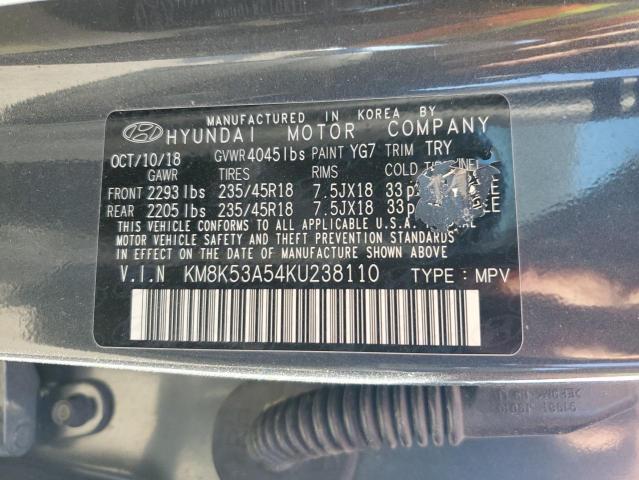 MANUFACTURED IN KOREA BY
HYUNDAI MOTOR COMPANY
OCT/10/18 GVWR 4045lbs PAINT YG7 TRIM TRY
GAWR TIRES RIMS COLD
FRONT 2293 lbs 235/45R18 7.5JX18 33
REAR 2205 lbs 235/45R18 7.5JX18 33
THIS VEHICLE CONFORMS TO ALL APPLICABLE U.S.A.
MOTOR VEHICLE SAFETY, BUMPER, AND THEFT PREVENTION
STANDARDS IN EFFECT ON THE DATE OF MANUFACTURE SHOWN ABOVE.
V.I.N KM8K53A54KU238110 TYPE : MPV